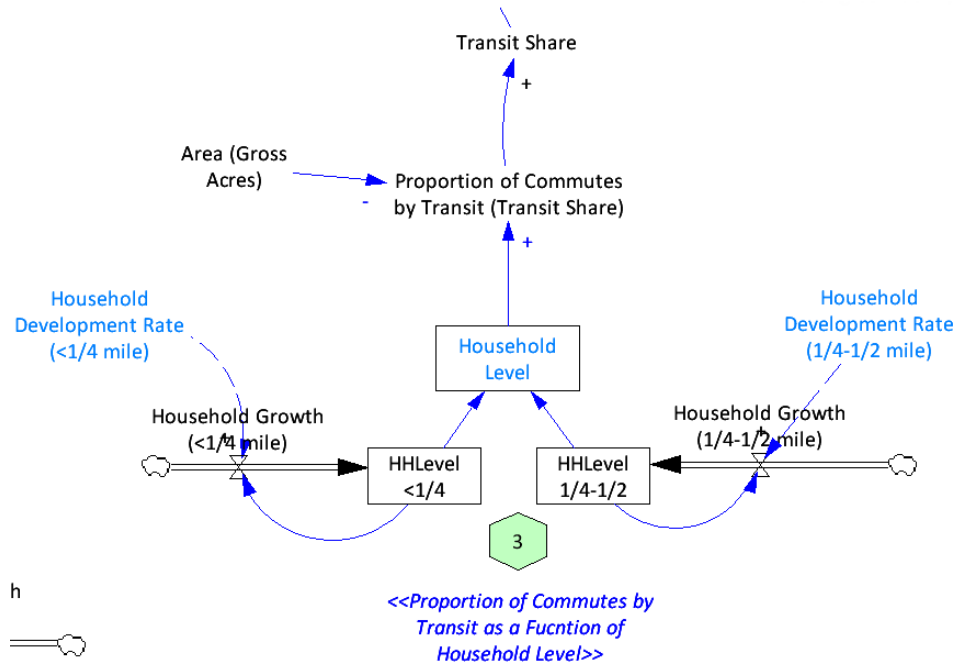 Transit Share
+
Area (Gross
Acres)
-
Proportion of Commutes
by Transit (Transit Share)
+
Household
Development Rate
(<1/4 mile)
Household
Development Rate
(1/4-1/2 mile)
Household
Level
Household Growth
(<1/4 mile)
+
Household Growth
(1/4-1/2 mile)
+
HHLevel
<1/4
HHLevel
1/4-1/2
3
h
<<Proportion of Commutes by
Transit as a Fucntion of
Household Level>>